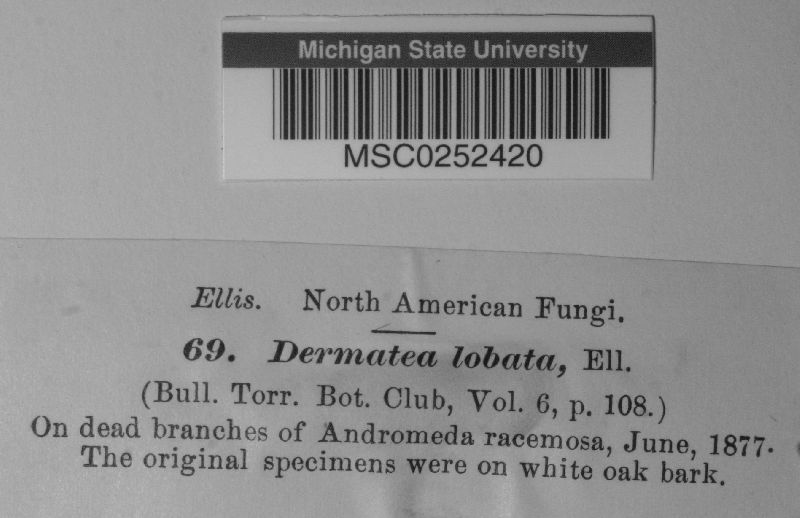 Michigan State University
MSC0252420
Ellis. North American Fungi.
69. Dermatea lobata, Ell.
(Bull. Torr. Bot. Club, Vol. 6, p. 108.)
On dead branches of Andromeda racemosa, June, 1877.
The original specimens were on white oak bark.